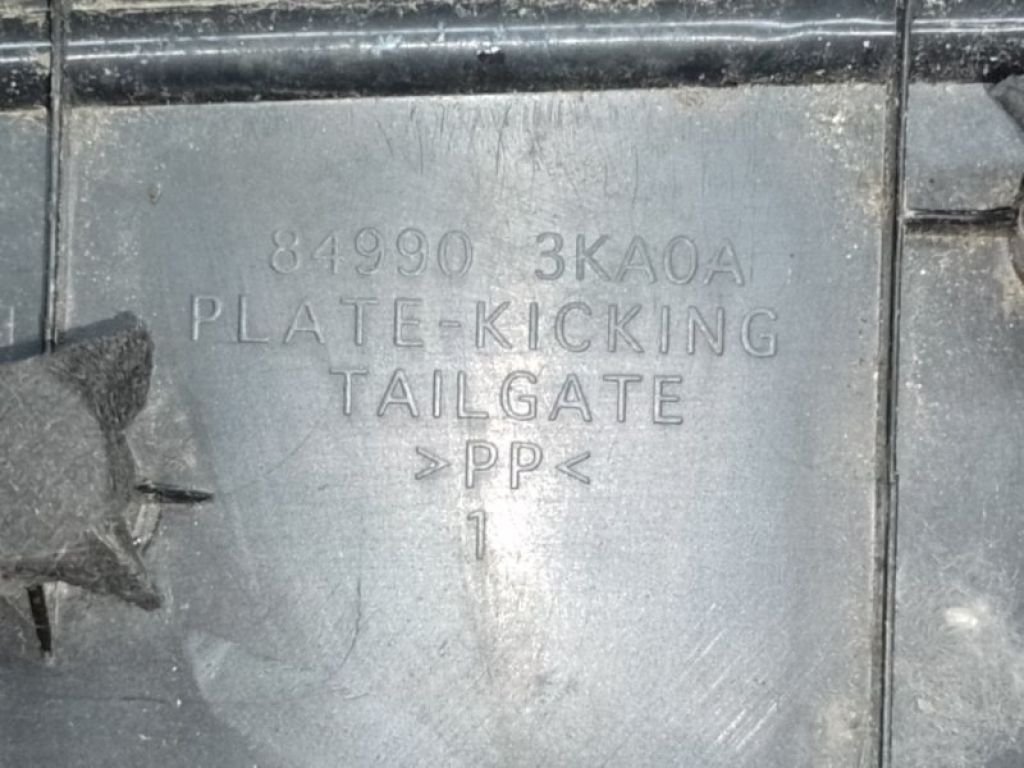 84990 3KA0A
PLATE-KICKING
TAILGATE
>PP<
1